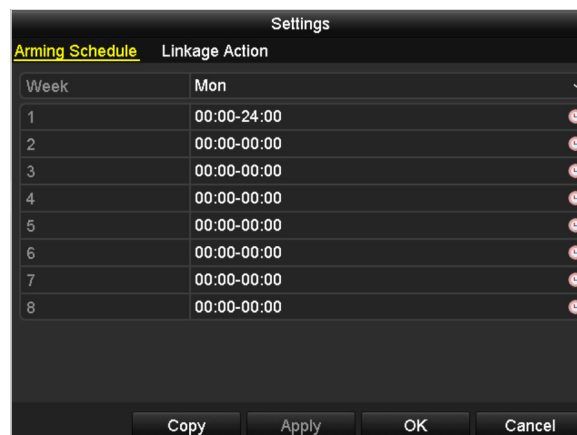 Settings
Arming Schedule Linkage Action
Week Mon
1 00:00-24:00
2 00:00-00:00
3 00:00-00:00
4 00:00-00:00
5 00:00-00:00
6 00:00-00:00
7 00:00-00:00
8 00:00-00:00
Copy Apply OK Cancel